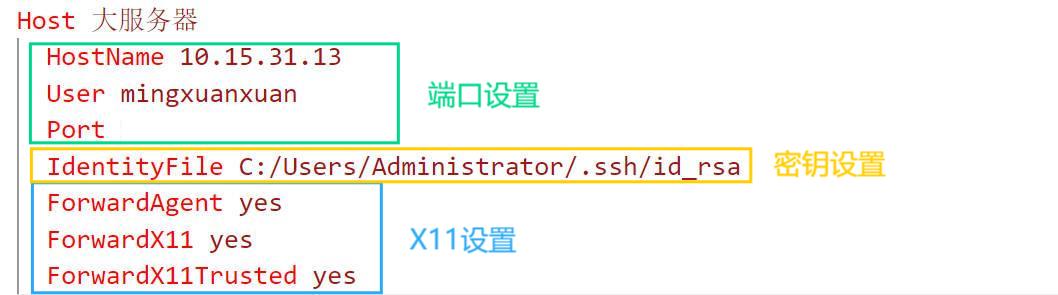 Host 大服务器
HostName 10.15.31.13
User mingxuanxuan
端口设置
Port
IdentityFile C:/Users/Administrator/.ssh/id_rsa 密钥设置
ForwardAgent yes
ForwardX11 yes
X11设置
ForwardX11Trusted yes